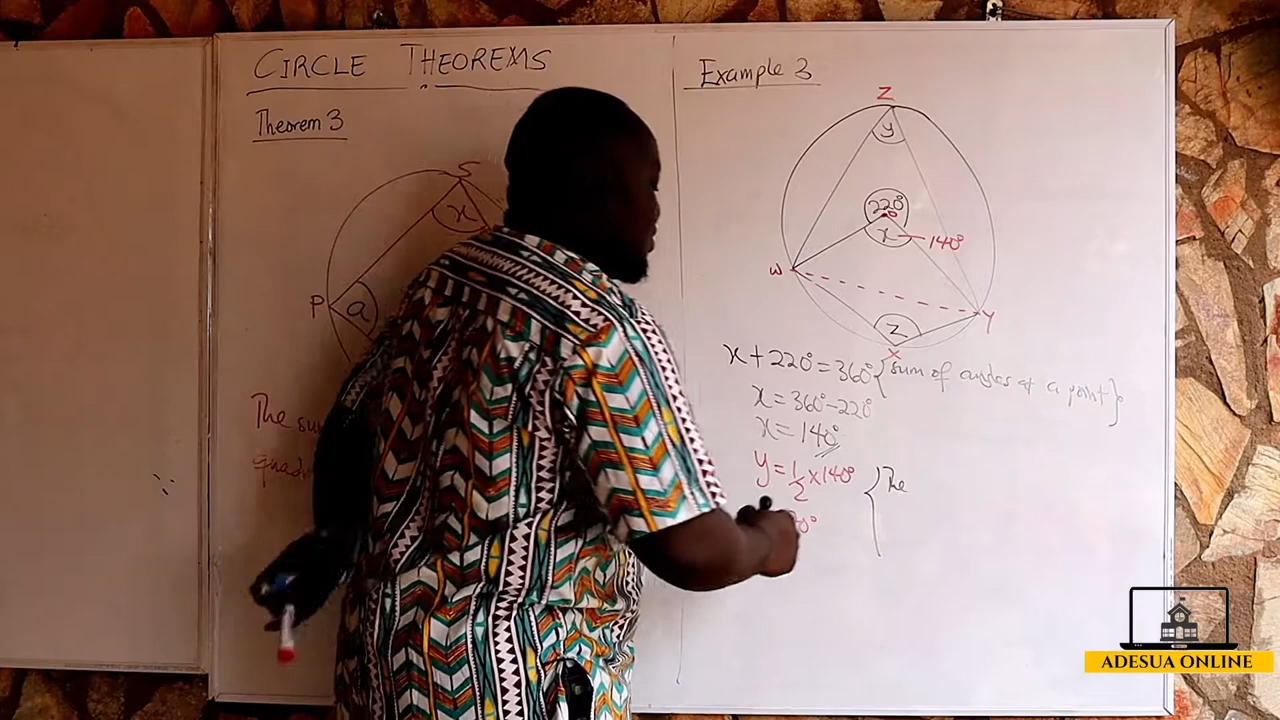 CIRCLE THEOREMS
Theorem 3
S
x
P
a
The
Example 3
Z
y
220°
o
x
140°
W
Y
z
X
x + 220° = 360° {sum of angles at a point}
x = 360° - 220°
x = 140°
y = 1/2 x 140°
{The
ADESUA ONLINE